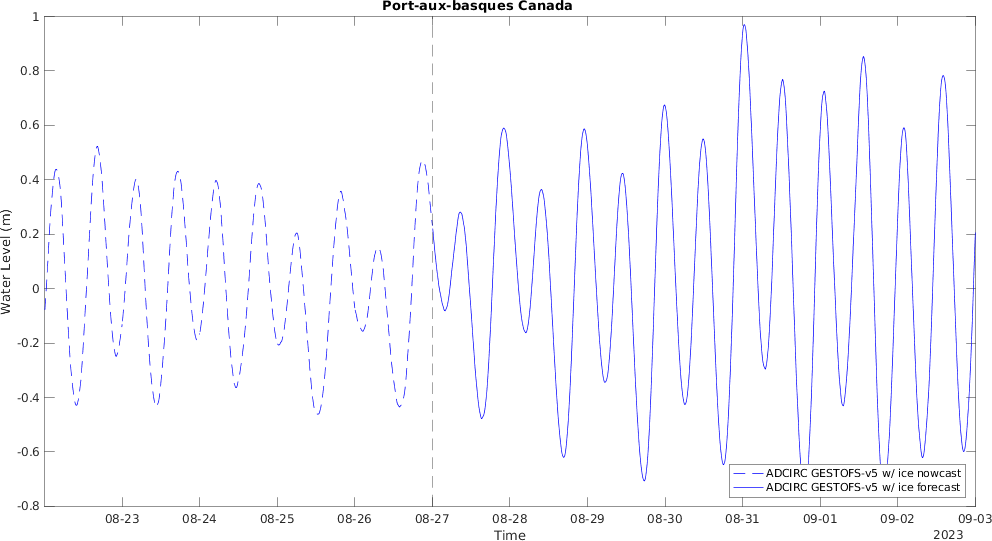 Port-aux-basques Canada
1
0.8
0.6
0.4
0.2
0
-0.2
-0.4
-0.6
-0.8
Water Level (m)
ADCIRC GESTOFS-v5 w/ ice nowcast
ADCIRC GESTOFS-v5 w/ ice forecast
08-23 08-24 08-25 08-26 08-27 08-28 08-29 08-30 08-31 09-01 09-02 09-03
Time
2023